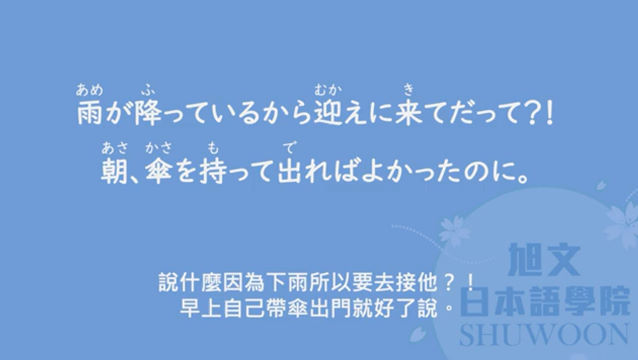 あめ ふ むか き
雨が降っているから迎えに来てだって?!
あさ かさ も で
朝、傘を持って出ればよかったのに。
說什麼因為下雨所以要去接他？！
早上自己帶傘出門就好了說。
旭文
日本語學院
SHUWOON